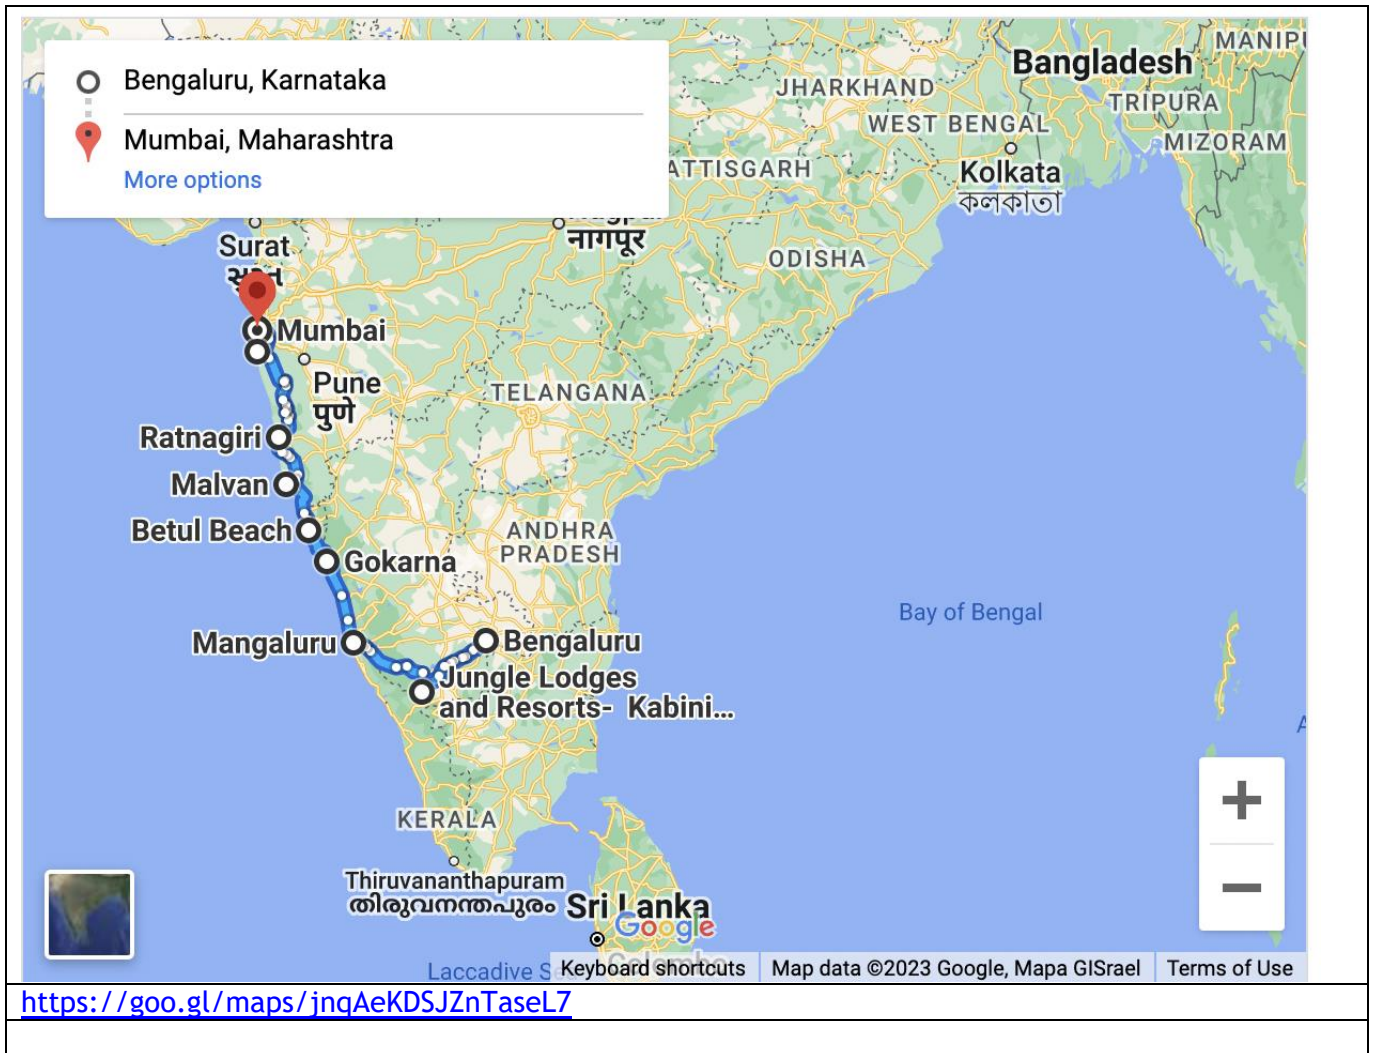 Bengaluru, Karnataka
Mumbai, Maharashtra
More options
Bangladesh
JHARKHAND
TRIPURA
WEST BENGAL
MIZORAM
Kolkata
কলকাতা
नागपूर
ODISHA
Surat
Mumbai
Pune
पुणे
TELANGANA
Ratnagiri
Malvan
Betul Beach
ANDHRA
PRADESH
Gokarna
Bay of Bengal
Mangaluru
Bengaluru
Jungle Lodges
and Resorts- Kabini...
KERALA
Thiruvananthapuram
തിരുവനന്തപുരം
Sri Lanka
Google
Laccadive
Keyboard shortcuts
Map data ©2023 Google, Mapa GISrael
Terms of Use
https://goo.gl/maps/jnqAeKDSJZnTaseL7